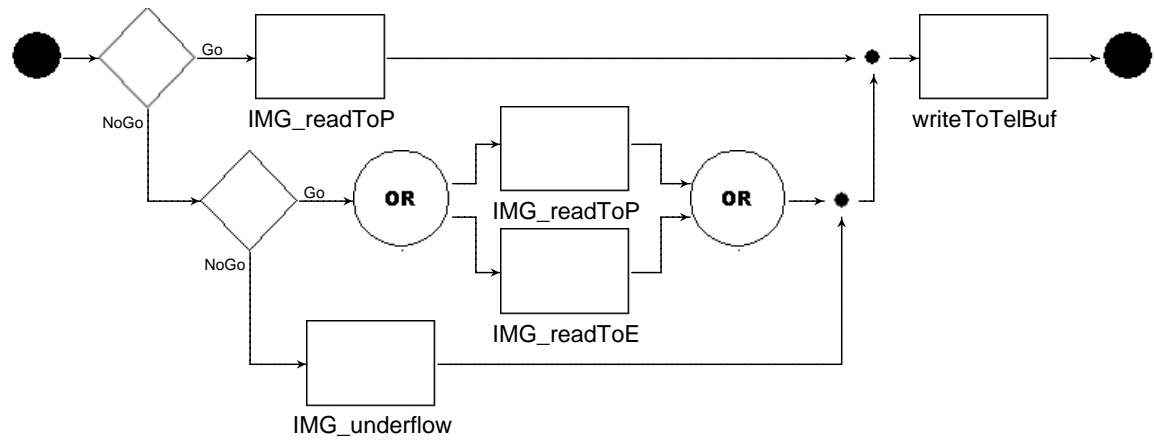 Go
IMG_readToP
NoGo
writeToTelBuf
Go
OR
IMG_readToP
OR
NoGo
IMG_readToE
IMG_underflow